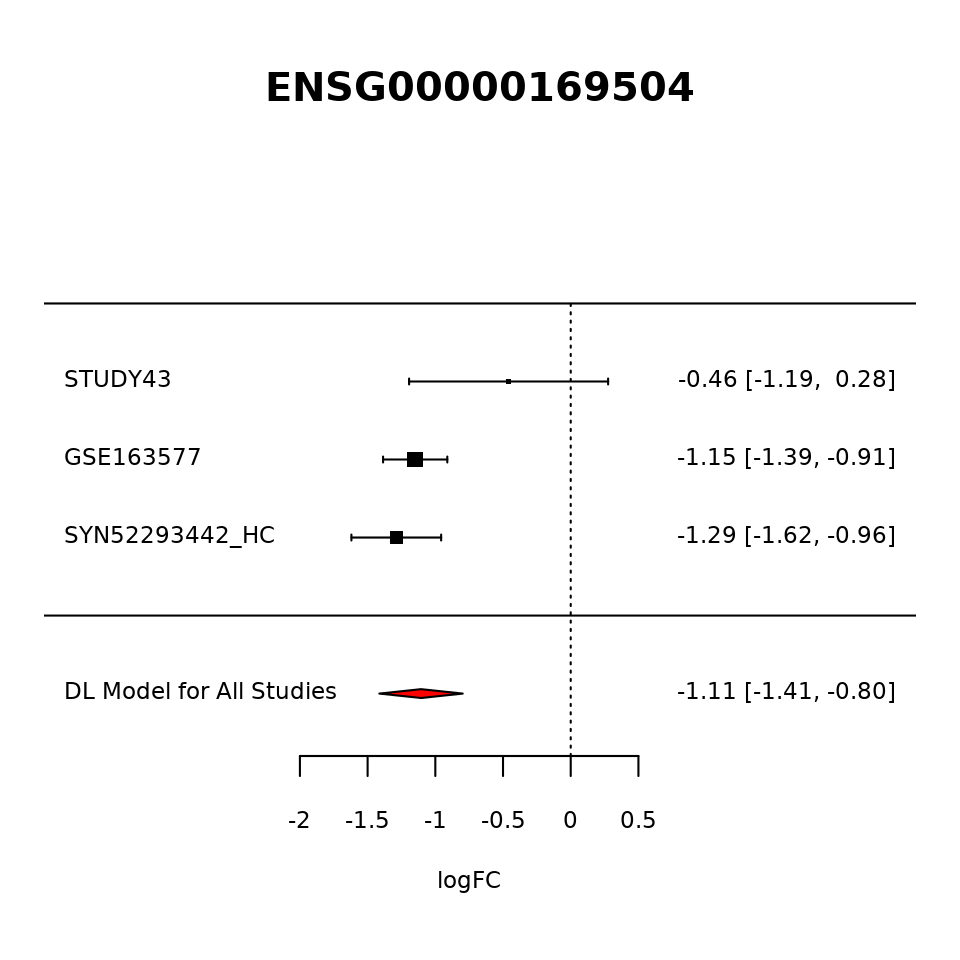 ENSG00000169504
STUDY43 -0.46 [-1.19,  0.28]
GSE163577 -1.15 [-1.39, -0.91]
SYN52293442_HC -1.29 [-1.62, -0.96]
DL Model for All Studies -1.11 [-1.41, -0.80]
-2 -1.5 -1 -0.5 0 0.5
logFC